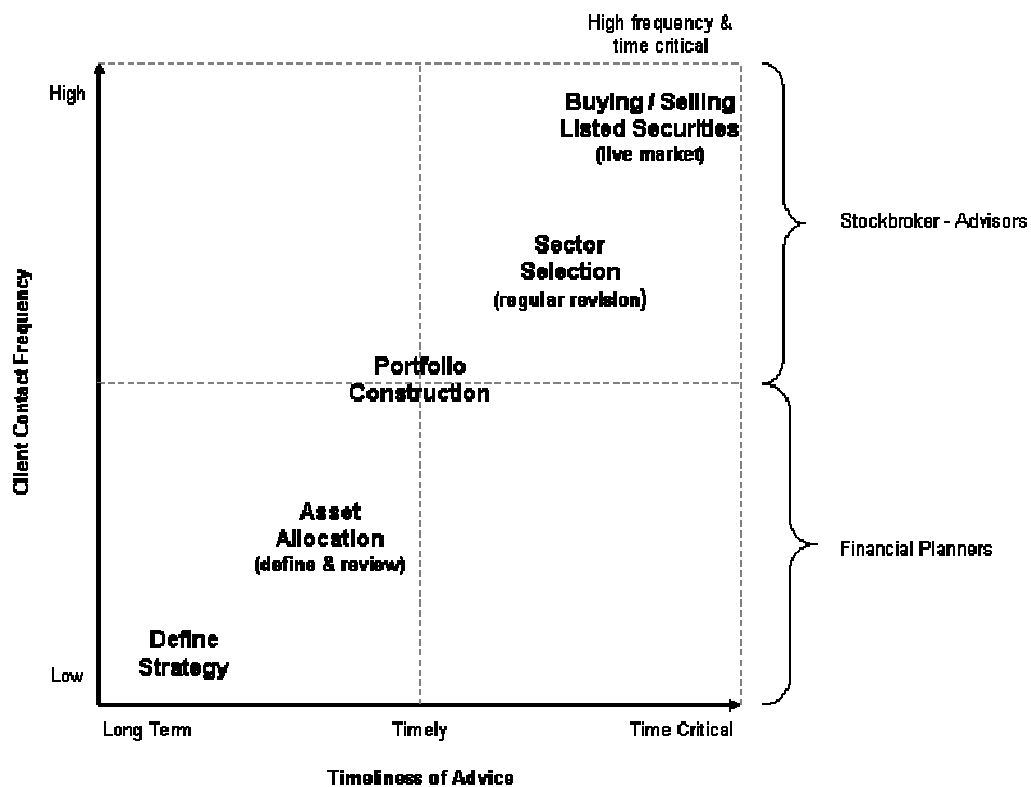 High frequency &
time critical
High
Buying / Selling
Listed Securities
(live market)
Stockbroker - Advisors
Sector
Selection
(regular revision)
Client Contact Frequency
Portfolio
Construction
Asset
Allocation
(define & review)
Financial Planners
Define
Strategy
Low
Long Term
Timely
Time Critical
Timeliness of Advice